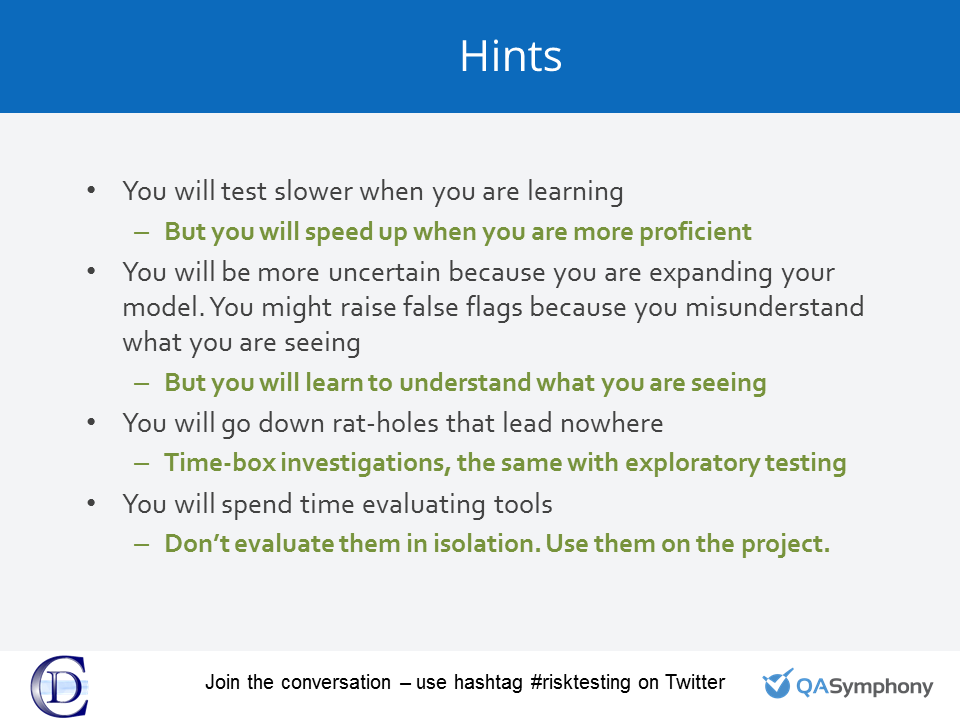 Hints
• You will test slower when you are learning
– But you will speed up when you are more proficient
• You will be more uncertain because you are expanding your
model. You might raise false flags because you misunderstand
what you are seeing
– But you will learn to understand what you are seeing
• You will go down rat-holes that lead nowhere
– Time-box investigations, the same with exploratory testing
• You will spend time evaluating tools
– Don’t evaluate them in isolation. Use them on the project.
CD
Join the conversation – use hashtag #risktesting on Twitter
QASymphony